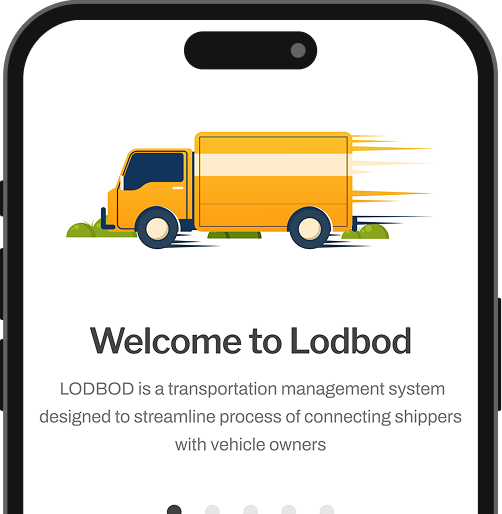 Welcome to Lodbod
LODBOD is a transportation management system
designed to streamline process of connecting shippers
with vehicle owners